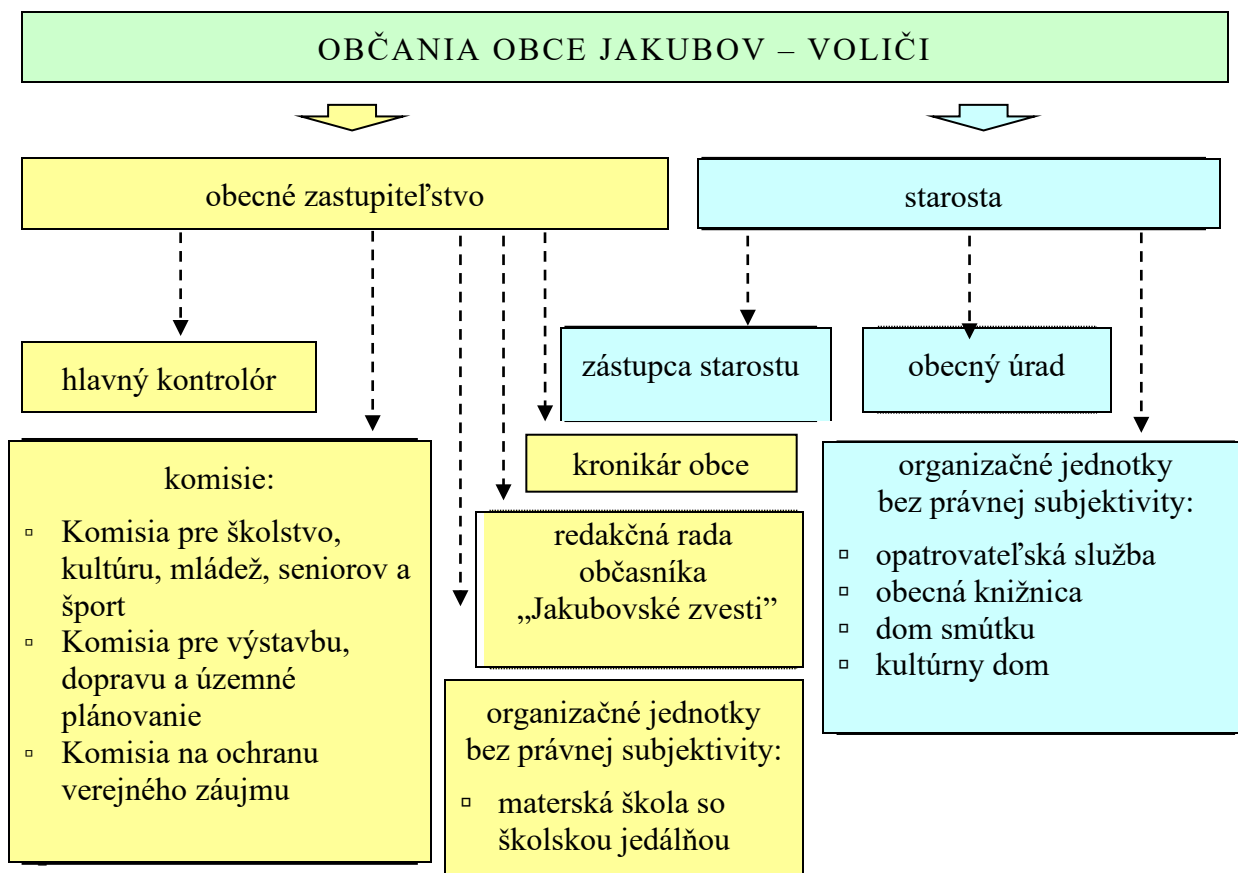 OBČANIA OBCE JAKUBOV – VOLIČI
obecné zastupiteľstvo
starosta
hlavný kontrolór
zástupca starostu
obecný úrad
komisie:
▫ Komisia pre školstvo,
kultúru, mládež, seniorov a
šport
▫ Komisia pre výstavbu,
dopravu a územné
plánovanie
▫ Komisia na ochranu
verejného záujmu
kronikár obce
redakčná rada
občasníka
„Jakubovské zvesti”
organizačné jednotky
bez právnej subjektivity:
▫ materská škola so
školskou jedálňou
organizačné jednotky
bez právnej subjektivity:
▫ opatrovateľská služba
▫ obecná knižnica
▫ dom smútku
▫ kultúrny dom